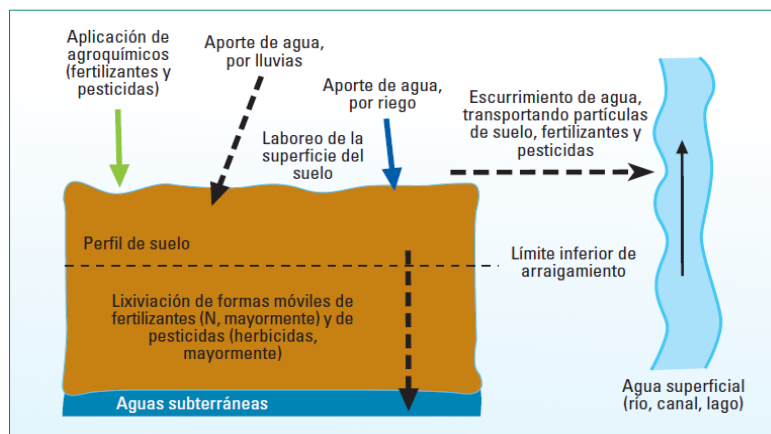 Aplicación de
agroquímicos
(fertilizantes y
pesticidas)
Aporte de agua,
por lluvias
Aporte de agua,
por riego
Laboreo de la
superficie del
suelo
Escurrimiento de agua,
transportando partículas
de suelo, fertilizantes y
pesticidas
Perfil de suelo
Límite inferior de
arraigamiento
Lixiviación de formas móviles de
fertilizantes (N, mayormente) y de
pesticidas (herbicidas,
mayormente)
Aguas subterráneas
Agua superficial
(río, canal, lago)